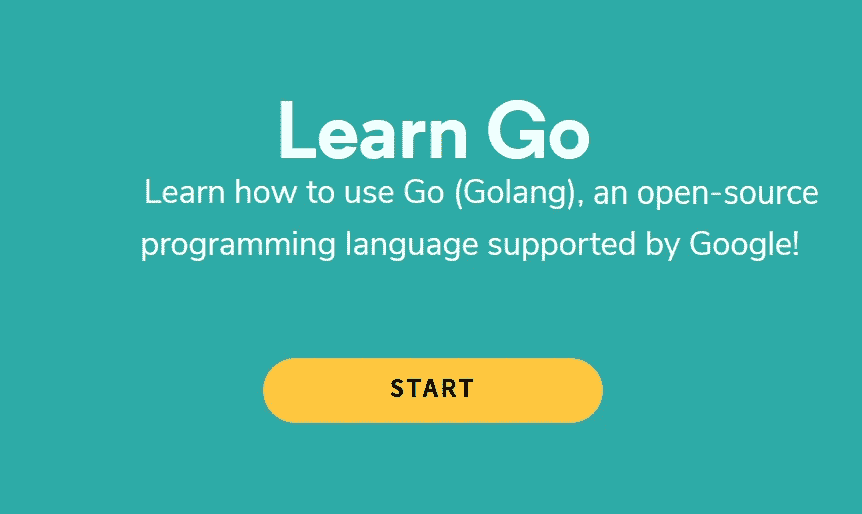 Learn Go
Learn how to use Go (Golang), an open-source
programming language supported by Google!
START